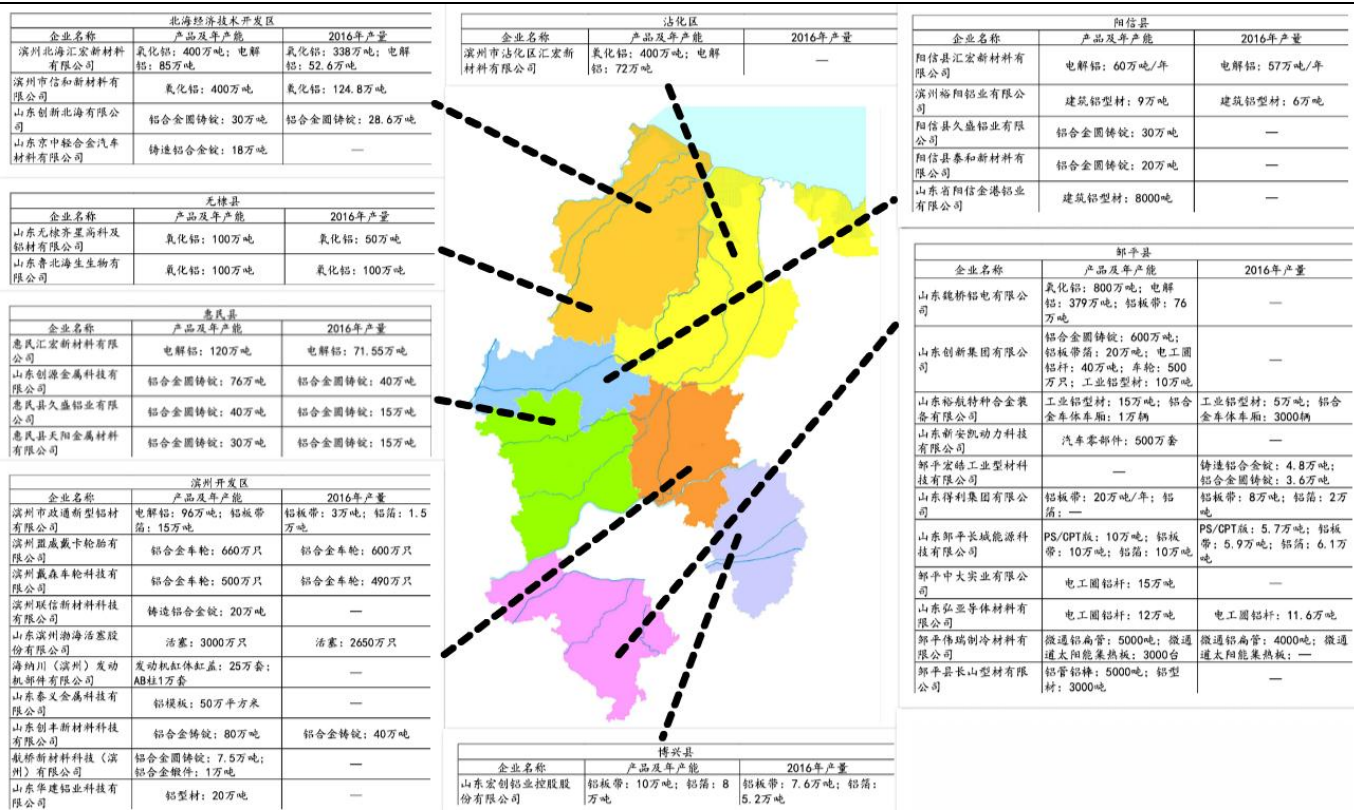 北海经济技术开发区
企业名称 产品及年产能 2016年产量
滨州北海汇宏新材料 氧化铝：400万吨；电解 氧化铝：338万吨；电解
有限公司 铝：85万吨 铝：52.6万吨
滨州市信和新材料有
限公司 氧化铝：400万吨 氧化铝：124.8万吨
山东创新北海有限公
司 铝合金圆铸锭：30万吨 铝合金圆铸锭：28.6万吨
山东京中轻合金汽车
材料有限公司 铸造铝合金锭：18万吨 —
无棣县
企业名称 产品及年产能 2016年产量
山东无棣齐星高科及
铝材有限公司 氧化铝：100万吨 氧化铝：50万吨
山东鲁北海生生物有
限公司 氧化铝：100万吨 氧化铝：100万吨
惠民县
企业名称 产品及年产能 2016年产量
惠民汇宏新材料有限
公司 电解铝：120万吨 电解铝：71.55万吨
山东创源金属科技有
限公司 铝合金圆铸锭：76万吨 铝合金圆铸锭：40万吨
惠民县久盛铝业有限
公司 铝合金圆铸锭：40万吨 铝合金圆铸锭：15万吨
惠民县天阳金属材料
有限公司 铝合金圆铸锭：30万吨 铝合金圆铸锭：15万吨
滨州开发区
企业名称 产品及年产能 2016年产量
滨州市政通新型铝材 电解铝：96万吨；铝板带 铝板带：3万吨；铝箔：1.5
有限公司 箔：15万吨 万吨
滨州盟威戴卡轮胎有
限公司 铝合金车轮：660万只 铝合金车轮：600万只
滨州戴森车轮科技有
限公司 铝合金车轮：500万只 铝合金车轮：490万只
滨州联信新材料科技
有限公司 铸造铝合金锭：20万吨 —
山东滨州渤海活塞股
份有限公司 活塞：3000万只 活塞：2650万只
海纳川（滨州）发动 发动机缸体缸盖：25万套；
机部件有限公司 AB柱1万套 —
山东泰义金属科技有
限公司 铝模板：50万平方米 —
山东创丰新材料科技
有限公司 铝合金铸锭：80万吨 铝合金铸锭：40万吨
航桥新材料科技（滨 铝合金圆铸锭：7.5万吨；
州）有限公司 铝合金锻件：1万吨 —
山东华建铝业科技有
限公司 铝型材：20万吨 —
沾化区
企业名称 产品及年产能 2016年产量
滨州市沾化区汇宏新 氧化铝：400万吨；电解
材料有限公司 铝：72万吨 —
博兴县
企业名称 产品及年产能 2016年产量
山东宏创铝业控股股 铝板带：10万吨；铝箔：8 铝板带：7.6万吨；铝箔：
份有限公司 万吨 5.2万吨
阳信县
企业名称 产品及年产能 2016年产量
阳信县汇宏新材料有
限公司 电解铝：60万吨/年 电解铝：57万吨/年
滨州裕阳铝业有限公
司 建筑铝型材：9万吨 建筑铝型材：6万吨
阳信县久盛铝业有限
公司 铝合金圆铸锭：30万吨 —
阳信县泰和新材料有
限公司 铝合金圆铸锭：20万吨 —
山东省阳信金港铝业
有限公司 建筑铝型材：8000吨 —
邹平县
企业名称 产品及年产能 2016年产量
山东魏桥铝电有限公
司 氧化铝：800万吨；电解
铝：379万吨；铝板带：76
万吨 —
山东创新集团有限公
司 铝合金圆铸锭：600万吨；
铝板带箔：20万吨；电工圆
铝杆：40万吨；车轮：500
万只；工业铝型材：10万吨 —
山东裕航特种合金装 工业铝型材：15万吨；铝合 工业铝型材：5万吨；铝合
备有限公司 金车体车厢：1万辆 金车体车厢：3000辆
山东新安凯动力科技
有限公司 汽车零部件：500万套 —
邹平宏皓工业型材科 铸造铝合金锭：4.8万吨；
技有限公司 — 铝合金圆铸锭：3.6万吨
山东得利集团有限公 铝板带：20万吨/年；铝 铝板带：8万吨；铝箔：2万
司 箔：— 吨
山东邹平长城能源科
技有限公司 PS/CPT版：10万吨；铝板
带：10万吨；铝箔：10万吨 PS/CPT版：5.7万吨；铝板
带：5.9万吨；铝箔：6.1万
吨
邹平中大实业有限公
司 电工圆铝杆：15万吨 —
山东弘亚导体材料有
限公司 电工圆铝杆：12万吨 电工圆铝杆：11.6万吨
邹平伟瑞制冷材料有 微通铝扁管：5000吨；微通 微通铝扁管：4000吨；微通
限公司 道太阳能集热板：3000台 道太阳能集热板；—
邹平县长山型材有限 铝管铝棒：5000吨；铝型
公司 材：3000吨 —